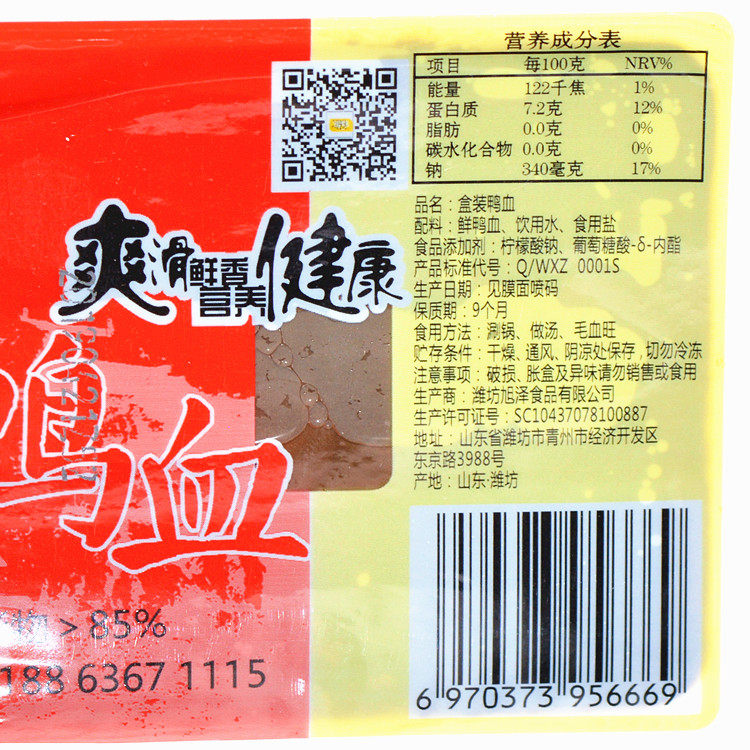 营养成分表
项目 每100克 NRV%
能量 122千焦 1%
蛋白质 7.2克 12%
脂肪 0.0克 0%
碳水化合物 0.0克 0%
钠 340毫克 17%
品名：盒装鸭血
配料：鲜鸭血、饮用水、食用盐
食品添加剂：柠檬酸钠、葡萄糖酸-δ-内酯
产品标准代号：Q/WXZ 0001S
生产日期：见膜面喷码
保质期：9个月
食用方法：涮锅、做汤、毛血旺
贮存条件：干燥、通风、阴凉处保存，切勿冷冻
注意事项：破损、胀盒及异味请勿销售或食用
生产商：潍坊旭泽食品有限公司
生产许可证号：SC10437078100887
地址：山东省潍坊市青州市经济开发区
东京路3988号
产地：山东·潍坊
爽滑鲜香
营养健康
血
物＞85%
188 6367 1115
6 970373 956669